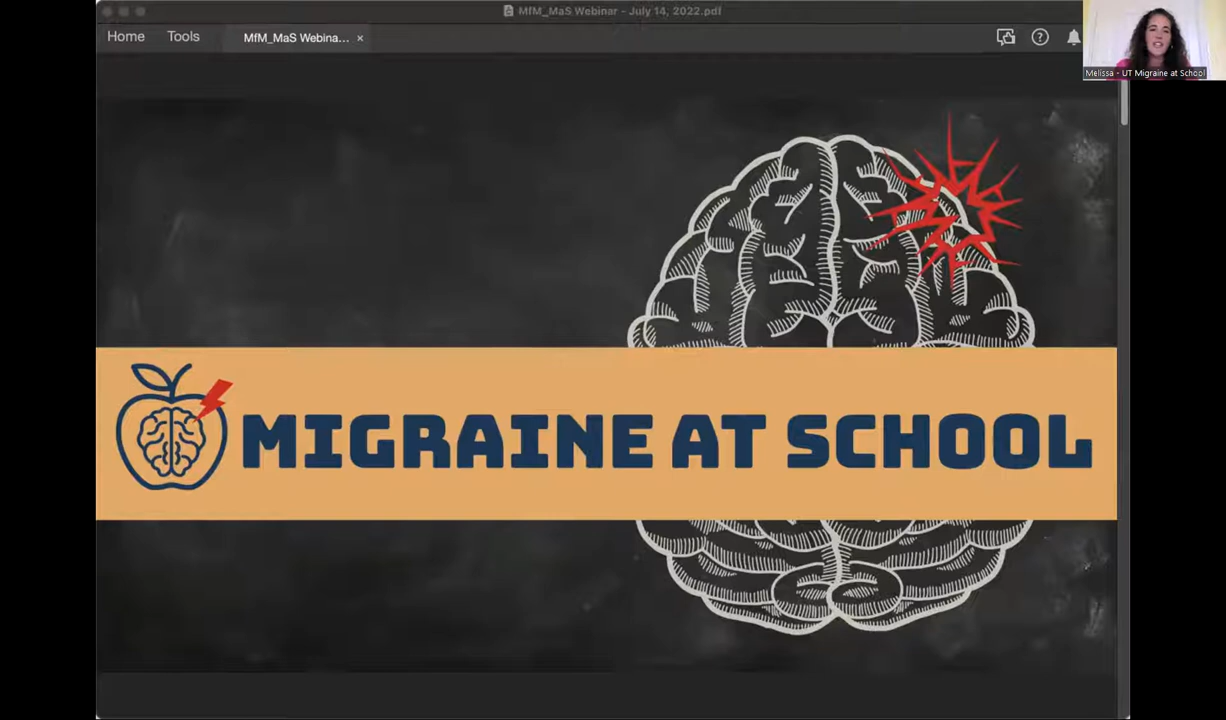 MfM_MaS Webinar - July 14, 2022.pdf
Home Tools MfM_MaS Webina... ×
Melissa - UT Migraine at School
MIGRAINE AT SCHOOL